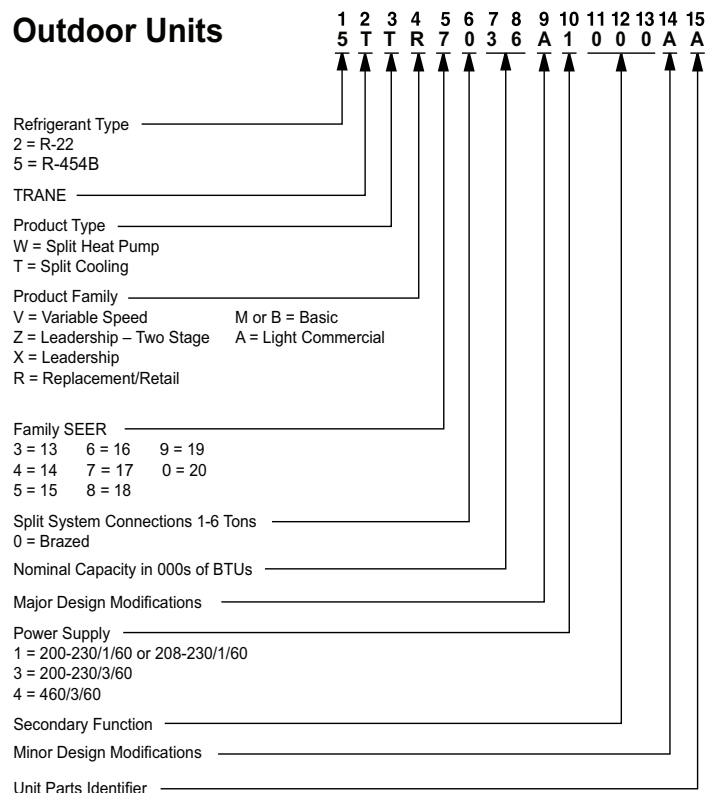 Outdoor Units
1 2 3 4 5 6 7 8 9 10 11 12 13 14 15
5 T T R 7 0 3 6 A 1 0 0 0 A A
Refrigerant Type
2 = R-22
5 = R-454B
TRANE
Product Type
W = Split Heat Pump
T = Split Cooling
Product Family
V = Variable Speed M or B = Basic
Z = Leadership – Two Stage A = Light Commercial
X = Leadership
R = Replacement/Retail
Family SEER
3 = 13 6 = 16 9 = 19
4 = 14 7 = 17 0 = 20
5 = 15 8 = 18
Split System Connections 1-6 Tons
0 = Brazed
Nominal Capacity in 000s of BTUs
Major Design Modifications
Power Supply
1 = 200-230/1/60 or 208-230/1/60
3 = 200-230/3/60
4 = 460/3/60
Secondary Function
Minor Design Modifications
Unit Parts Identifier